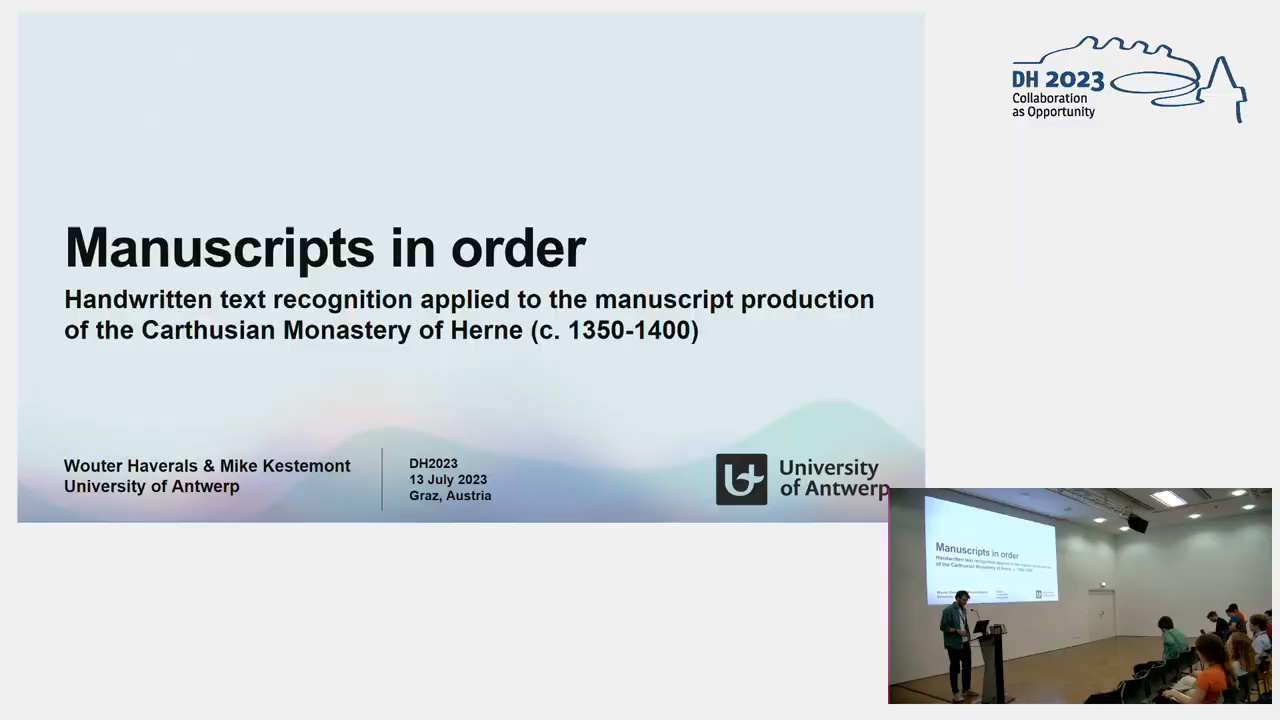 Manuscripts in order
Handwritten text recognition applied to the manuscript production
of the Carthusian Monastery of Herne (c. 1350-1400)
Wouter Haverals & Mike Kestemont
University of Antwerp
DH2023
13 July 2023
Graz, Austria
University
of Antwerp
DH 2023
Collaboration
as Opportunity
Manuscripts in order